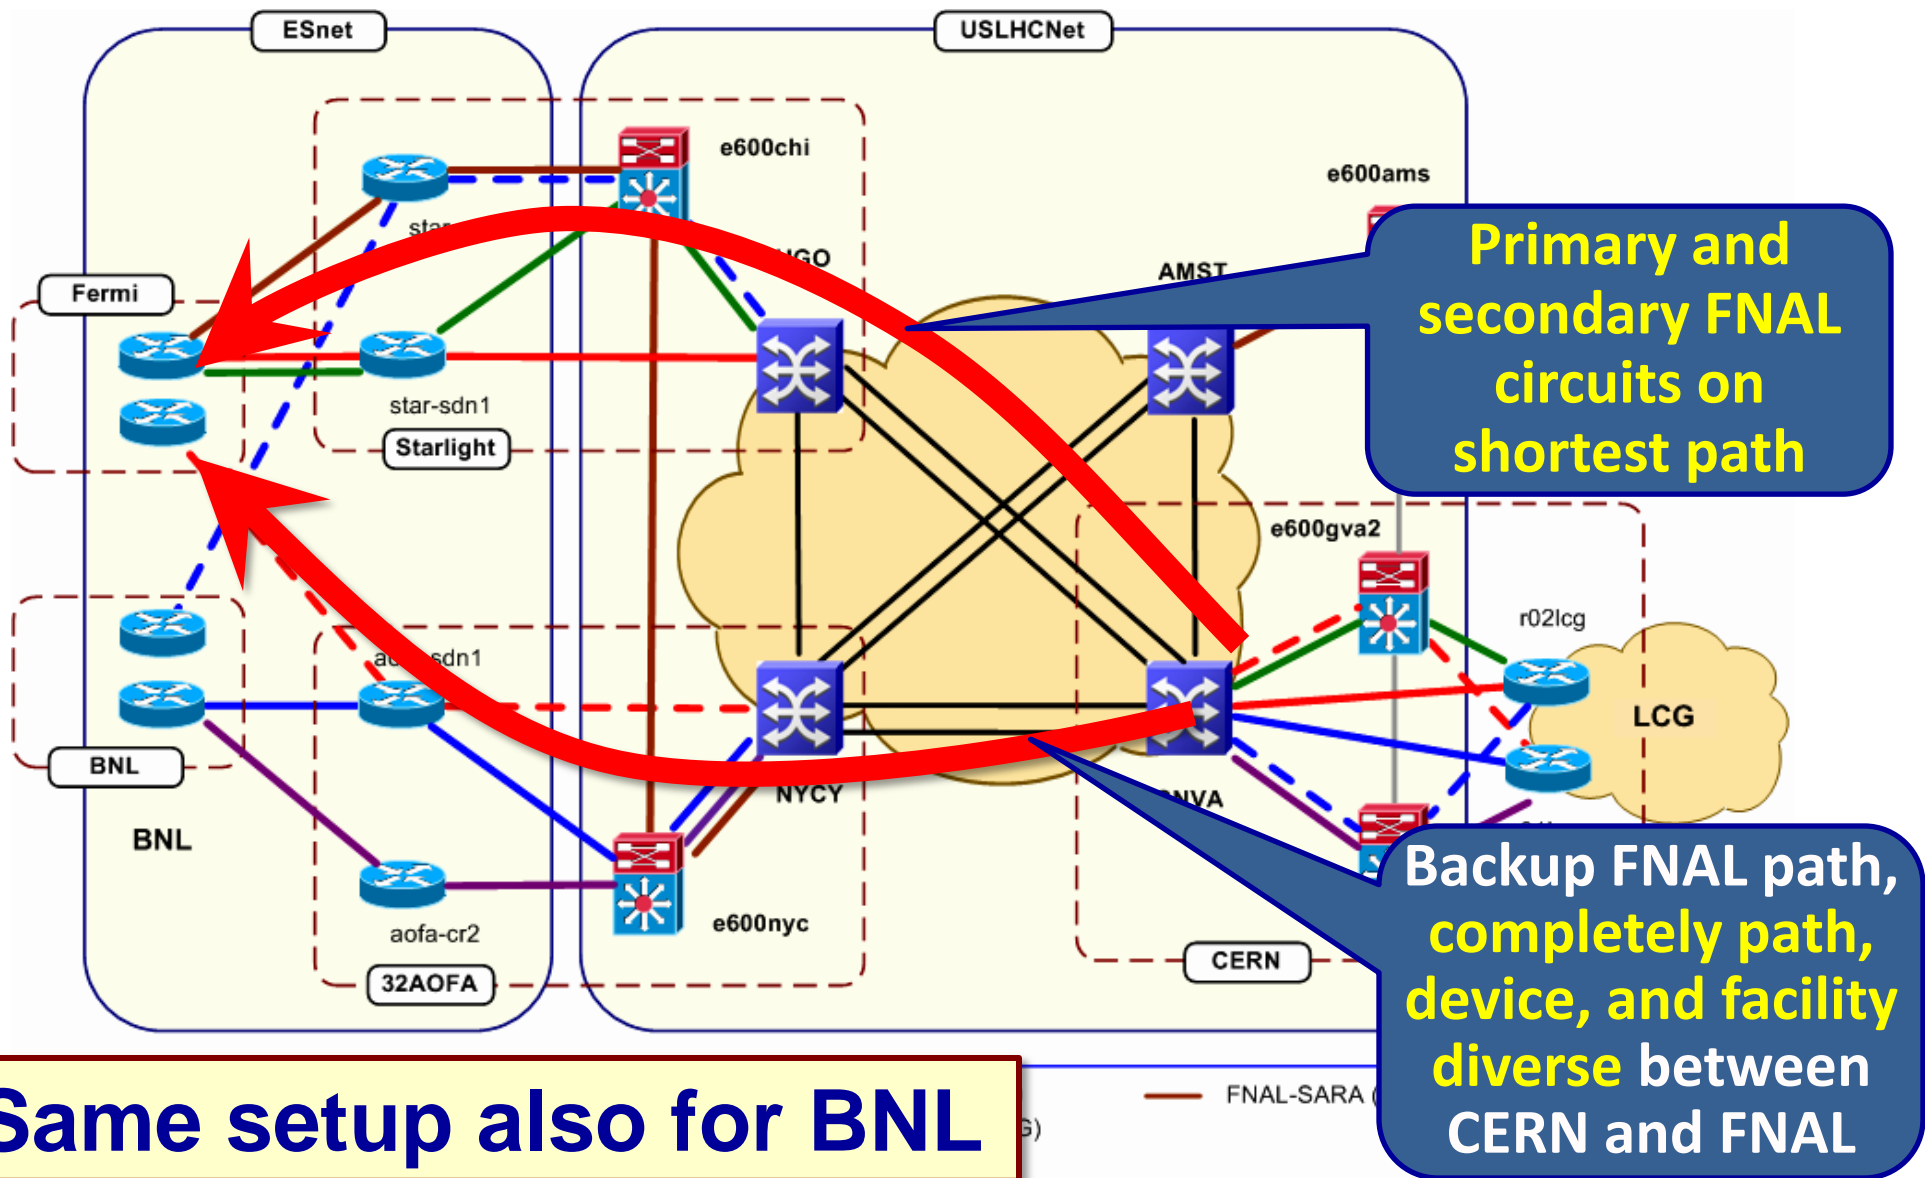 ESnet
USLHCNet
e600chi
e600ams
AMST
Fermi
star-sdn1
Starlight
Primary and
secondary FNAL
circuits on
shortest path
e600gva2
r02lcg
LCG
BNL
BNL
NYCY
aofa-cr2
e600nyc
32AOFA
CERN
Backup FNAL path,
completely path,
device, and facility
diverse between
CERN and FNAL
FNAL-SARA (
G)
Same setup also for BNL